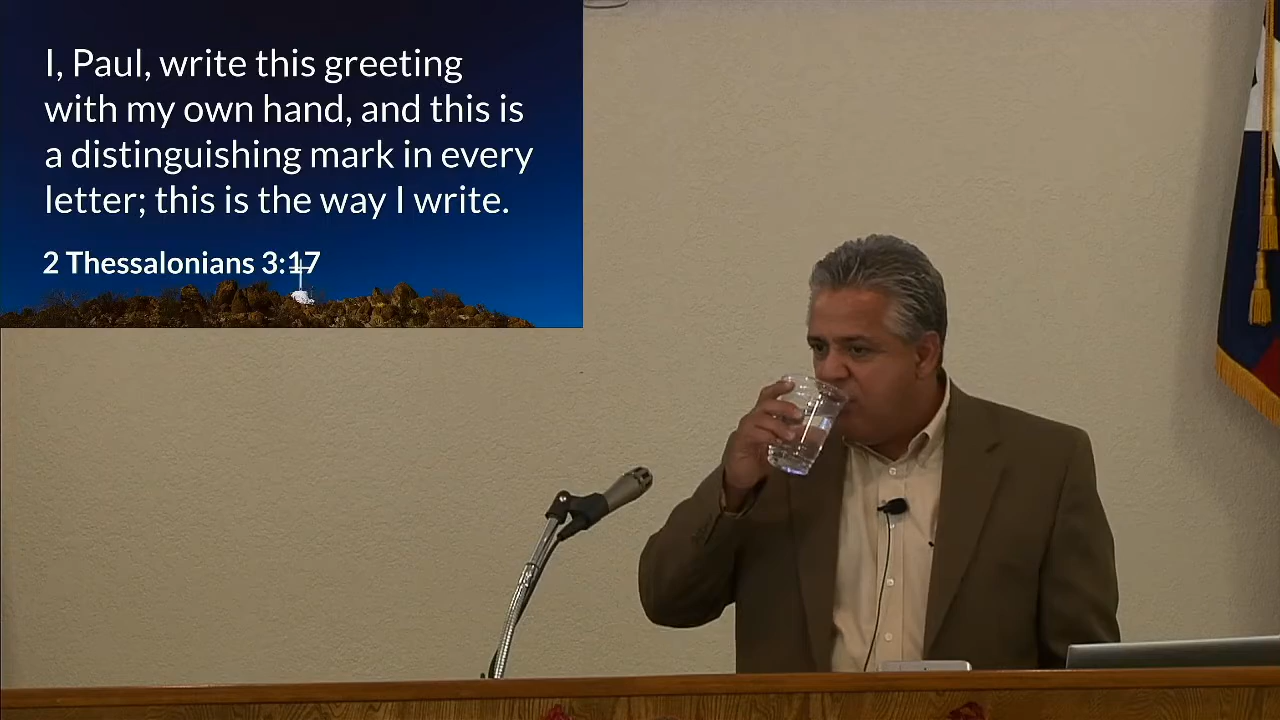 I, Paul, write this greeting
with my own hand, and this is
a distinguishing mark in every
letter; this is the way I write.
2 Thessalonians 3:17